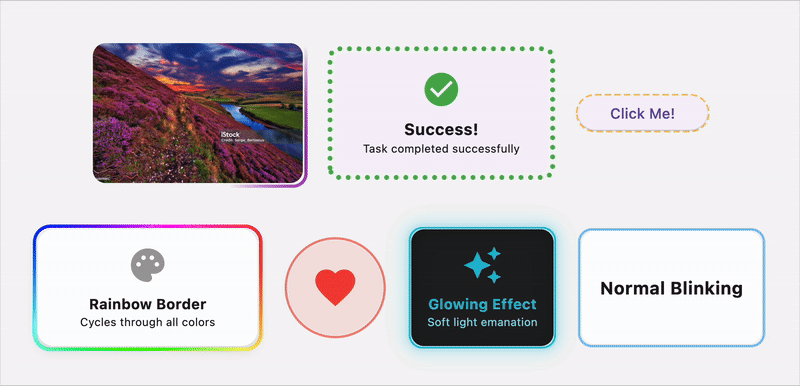 iStock
Success!
Task completed successfully
Click Me!
Rainbow Border
Cycles through all colors
Glowing Effect
Soft light emanation
Normal Blinking